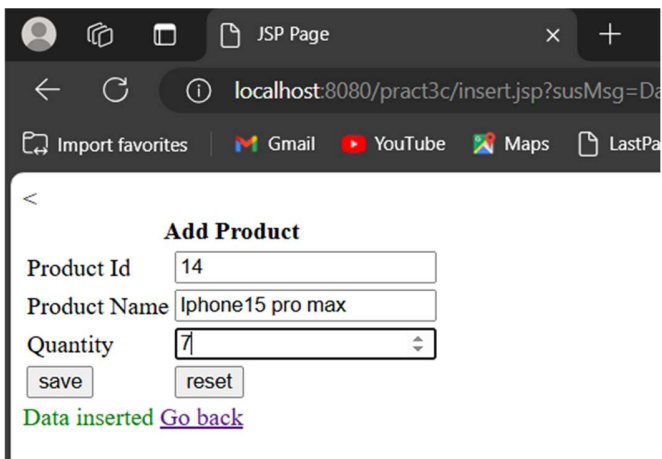 JSP Page
localhost:8080/pract3c/insert.jsp?susMsg=Da
Import favorites Gmail YouTube Maps LastPa
<
Add Product
Product Id 14
Product Name Iphone15 pro max
Quantity 7
save reset
Data inserted Go back